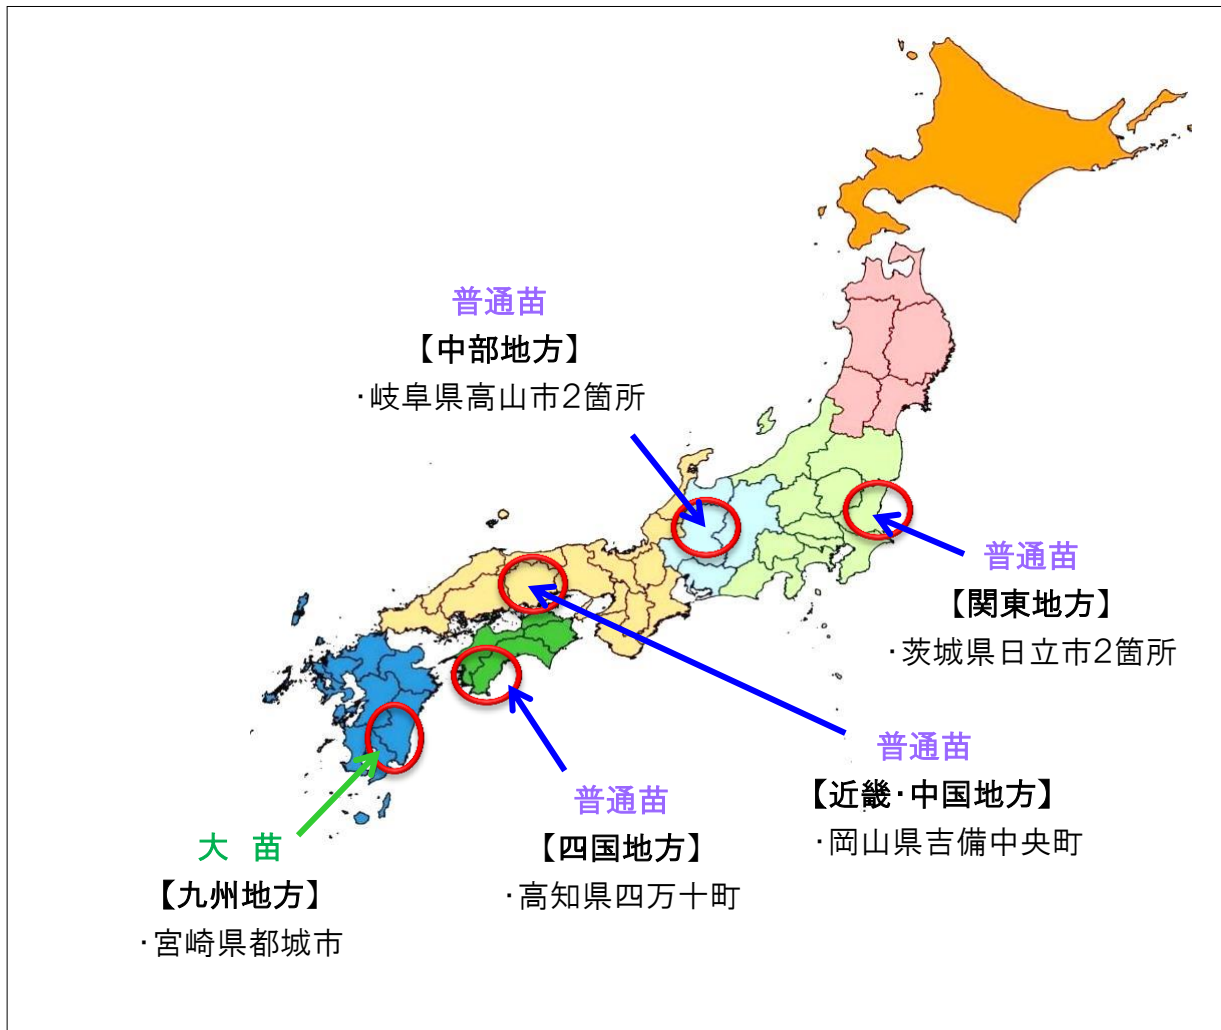 普通苗
【中部地方】
・岐阜県高山市2箇所
普通苗
【関東地方】
・茨城県日立市2箇所
普通苗
【近畿・中国地方】
・岡山県吉備中央町
普通苗
【四国地方】
・高知県四万十町
大 苗
【九州地方】
・宮崎県都城市